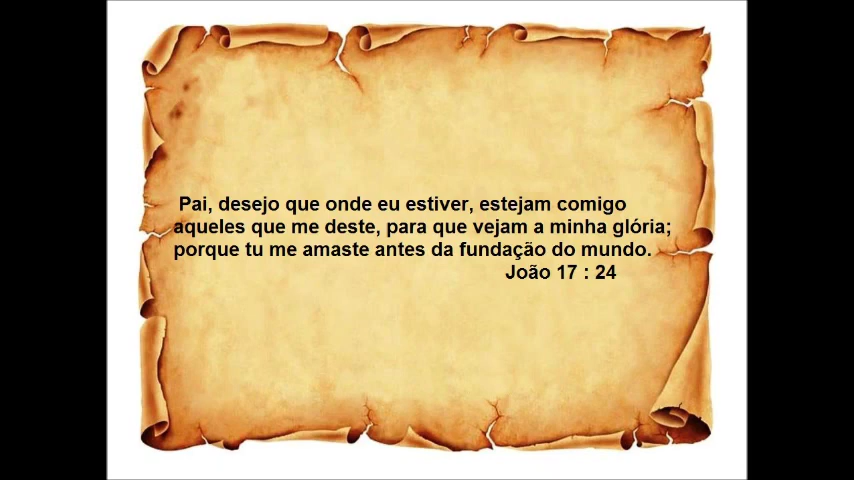 Pai, desejo que onde eu estiver, estejam comigo
aqueles que me deste, para que vejam a minha glória;
porque tu me amaste antes da fundação do mundo.
João 17 : 24